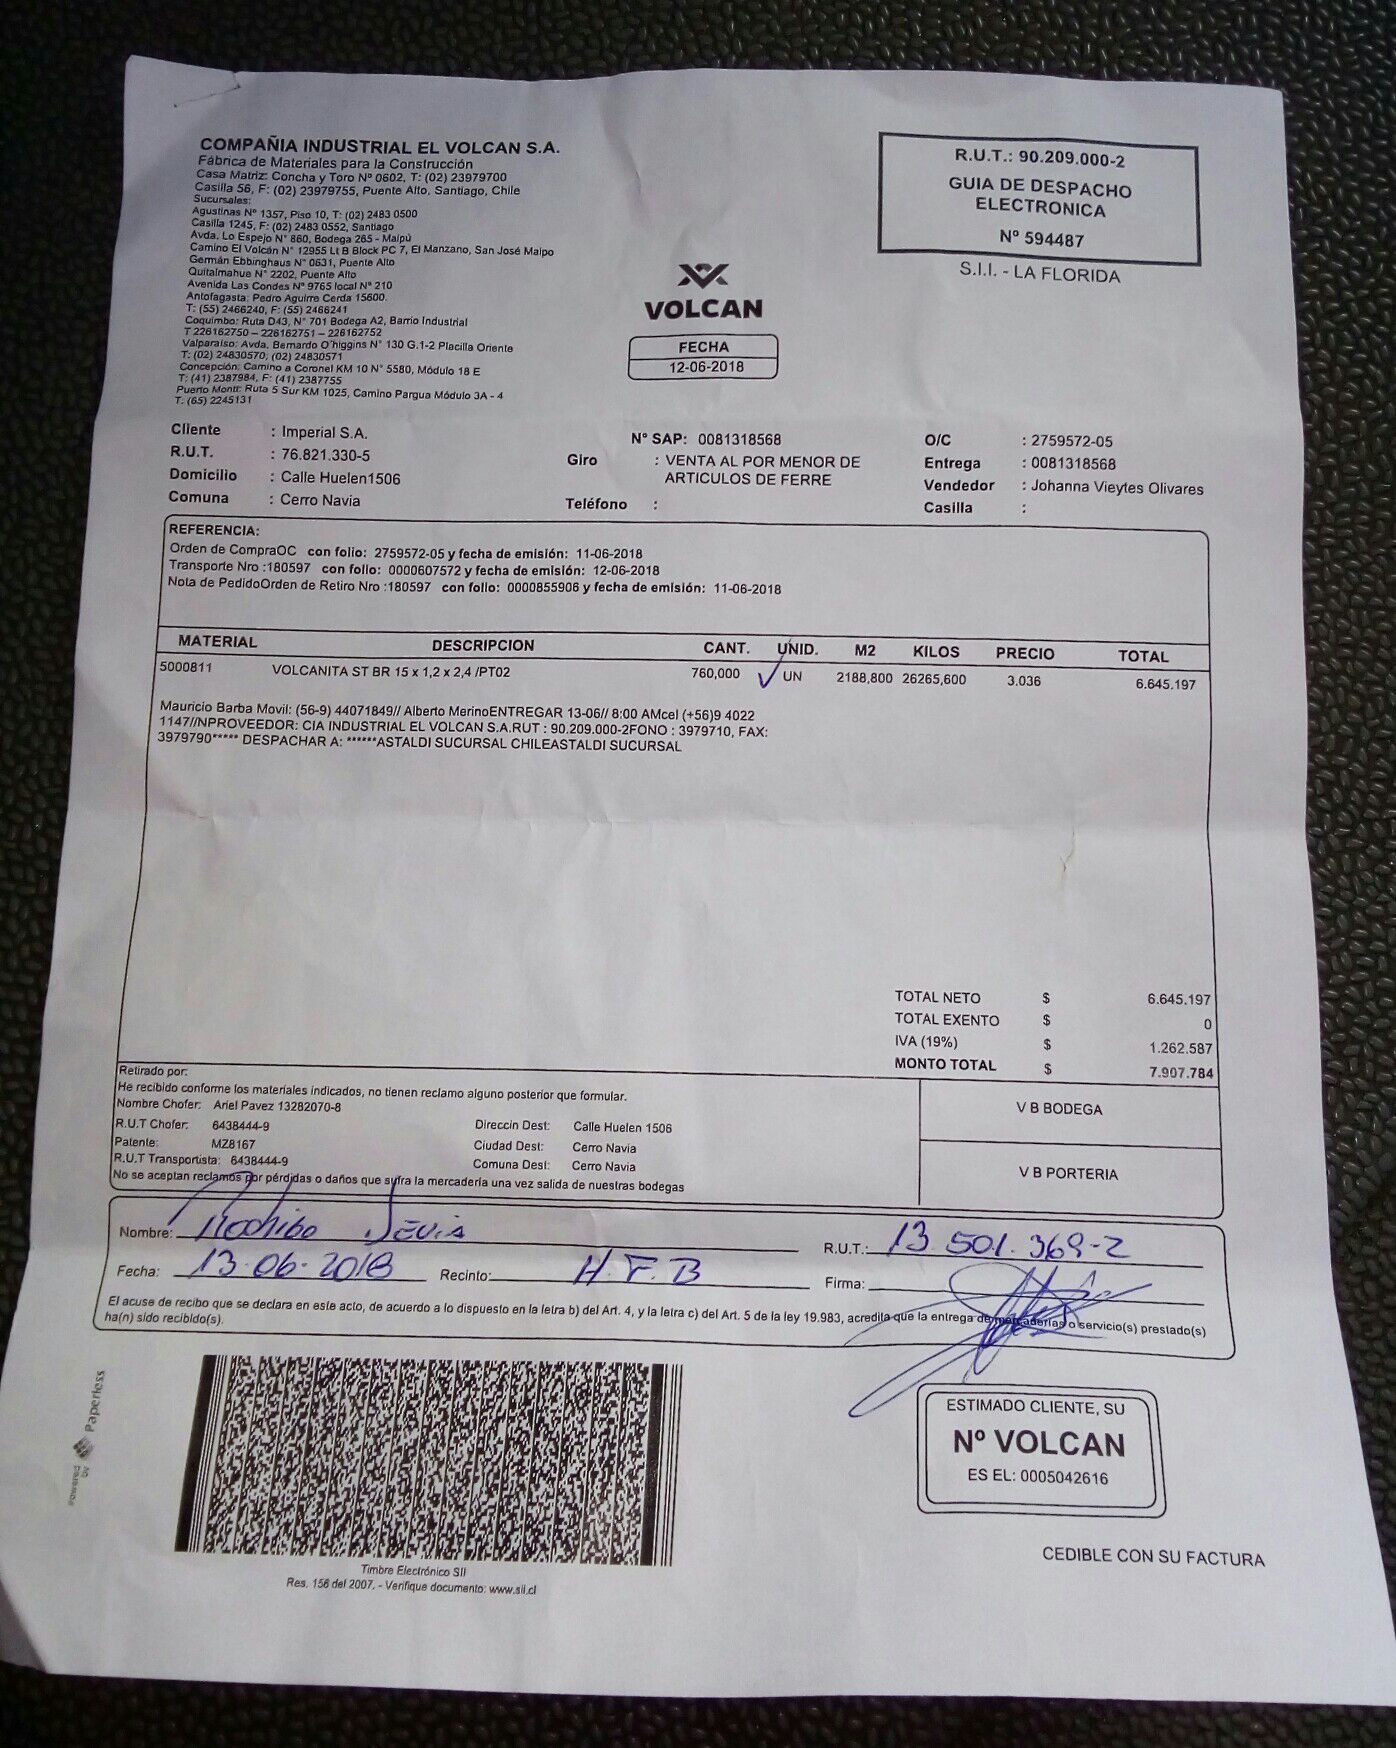 COMPAÑIA INDUSTRIAL EL VOLCAN S.A.
Fábrica de Materiales para la Construcción
Casa Matriz: Concha y Toro Nº 0602, T: (02) 23979700
Casilla 56, F: (02) 23979755, Puente Alto, Santiago, Chile
Sucursales:
Agustinas Nº 1357, Piso 10, T: (02) 2483 0500
Casilla 1245, F: (02) 2483 0552, Santiago
Avda. Lo Espejo N° 860, Bodega 265 - Maipú
Camino El Volcán N° 12955 Lt B Block PC 7, El Manzano, San José Maipo
Germán Ebbinghaus N° 0631, Puente Alto
Quitalmahue N° 2202, Puente Alto
Avenida Las Condes N° 9765 local N° 210
Antofagasta: Pedro Aguirre Cerda 15600.
T: (55) 2466240, F: (55) 2466241
Coquimbo: Ruta D43, N° 701 Bodega A2, Barrio Industrial
T 226162750 – 226162751 – 226162752
Valparaíso: Avda. Bernardo O'higgins N° 130 G.1-2 Placilla Oriente
T: (02) 24830570, (02) 24830571
Concepción: Camino a Coronel KM 10 N° 5580, Módulo 18 E
T: (41) 2387984, F: (41) 2387755
Puerto Montt: Ruta 5 Sur KM 1025, Camino Pargua Módulo 3A - 4
T. (65) 2245131
VOLCAN
FECHA
12-06-2018
R.U.T.: 90.209.000-2
GUIA DE DESPACHO
ELECTRONICA
Nº 594487
S.I.I. - LA FLORIDA
Cliente : Imperial S.A.
R.U.T. : 76.821.330-5
Domicilio : Calle Huelen1506
Comuna : Cerro Navia
Nº SAP: 0081318568
Giro : VENTA AL POR MENOR DE
ARTICULOS DE FERRE
Teléfono :
O/C : 2759572-05
Entrega : 0081318568
Vendedor : Johanna Vieytes Olivares
Casilla :
REFERENCIA:
Orden de CompraOC con folio: 2759572-05 y fecha de emisión: 11-06-2018
Transporte Nro :180597 con folio: 0000607572 y fecha de emisión: 12-06-2018
Nota de PedidoOrden de Retiro Nro :180597 con folio: 0000855906 y fecha de emisión: 11-06-2018
MATERIAL DESCRIPCION CANT. UNID. M2 KILOS PRECIO TOTAL
5000811 VOLCANITA ST BR 15 x 1,2 x 2,4 /PT02 760,000 UN 2188,800 26265,600 3.036 6.645.197
Mauricio Barba Movil: (56-9) 44071849// Alberto MerinoENTREGAR 13-06// 8:00 AMcel (+56)9 4022
1147//NPROVEEDOR: CIA INDUSTRIAL EL VOLCAN S.A.RUT : 90.209.000-2FONO : 3979710, FAX:
3979790***** DESPACHAR A: ******ASTALDI SUCURSAL CHILEASTALDI SUCURSAL
TOTAL NETO $ 6.645.197
TOTAL EXENTO $ 0
IVA (19%) $ 1.262.587
MONTO TOTAL $ 7.907.784
Retirado por:
He recibido conforme los materiales indicados, no tienen reclamo alguno posterior que formular.
Nombre Chofer: Ariel Pavez 13282070-8
R.U.T Chofer: 6438444-9 Direccin Dest: Calle Huelen 1506
Patente: MZ8167 Ciudad Dest: Cerro Navia
R.U.T Transportista: 6438444-9 Comuna Dest: Cerro Navia
No se aceptan reclamos por pérdidas o daños que sufra la mercadería una vez salida de nuestras bodegas
V B BODEGA
V B PORTERIA
Nombre: R.U.T.: 13.501.369-2
Fecha: 13-06-2018 Recinto: H.F.B Firma:
El acuse de recibo que se declara en este acto, de acuerdo a lo dispuesto en la letra b) del Art. 4, y la letra c) del Art. 5 de la ley 19.983, acredita que la entrega de mercaderías o servicio(s) prestado(s)
ha(n) sido recibido(s).
powered by Paperless
Timbre Electrónico SII
Res. 156 del 2007. - Verifique documento: www.sii.cl
ESTIMADO CLIENTE, SU
Nº VOLCAN
ES EL: 0005042616
CEDIBLE CON SU FACTURA